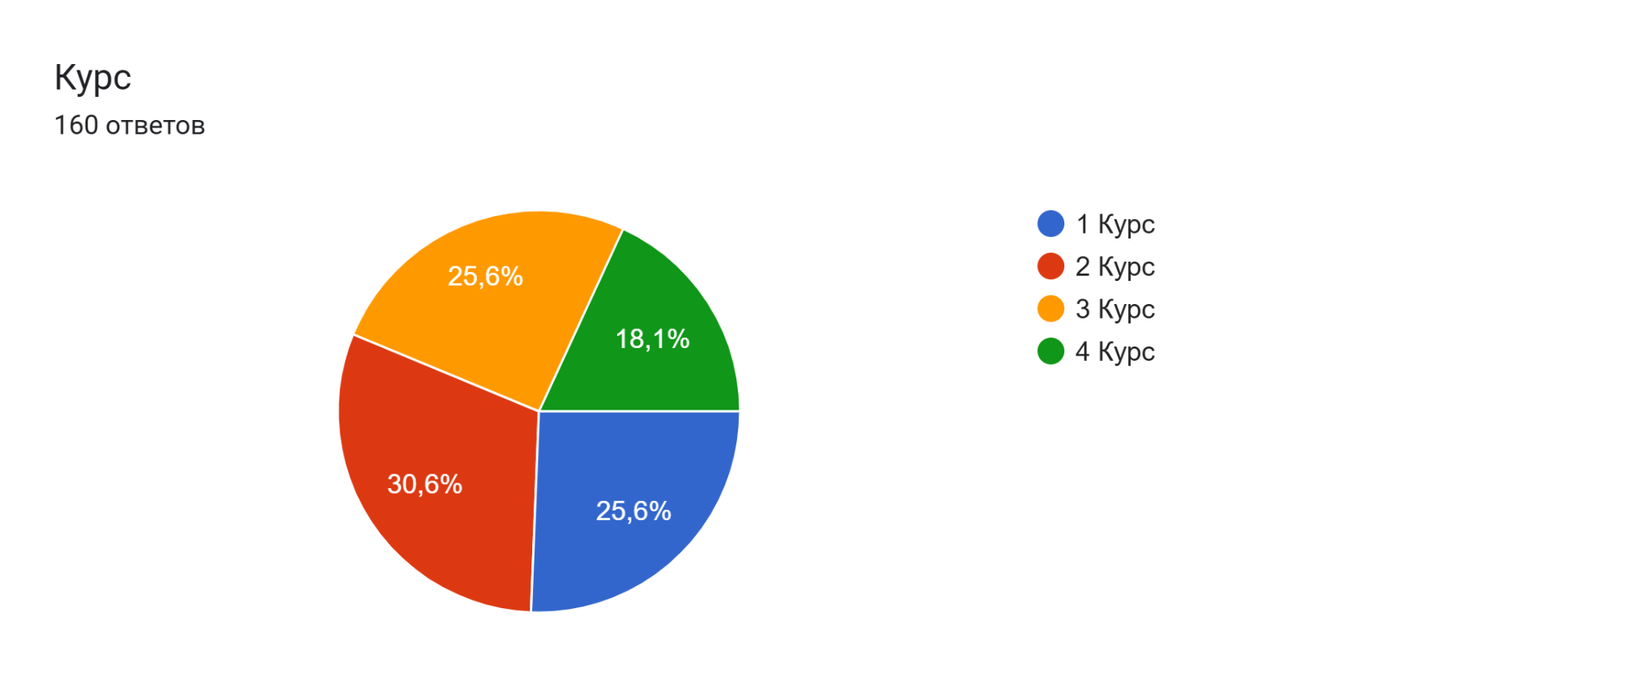 Курс
160 ответов
25,6%
18,1%
30,6%
25,6%
1 Курс
2 Курс
3 Курс
4 Курс